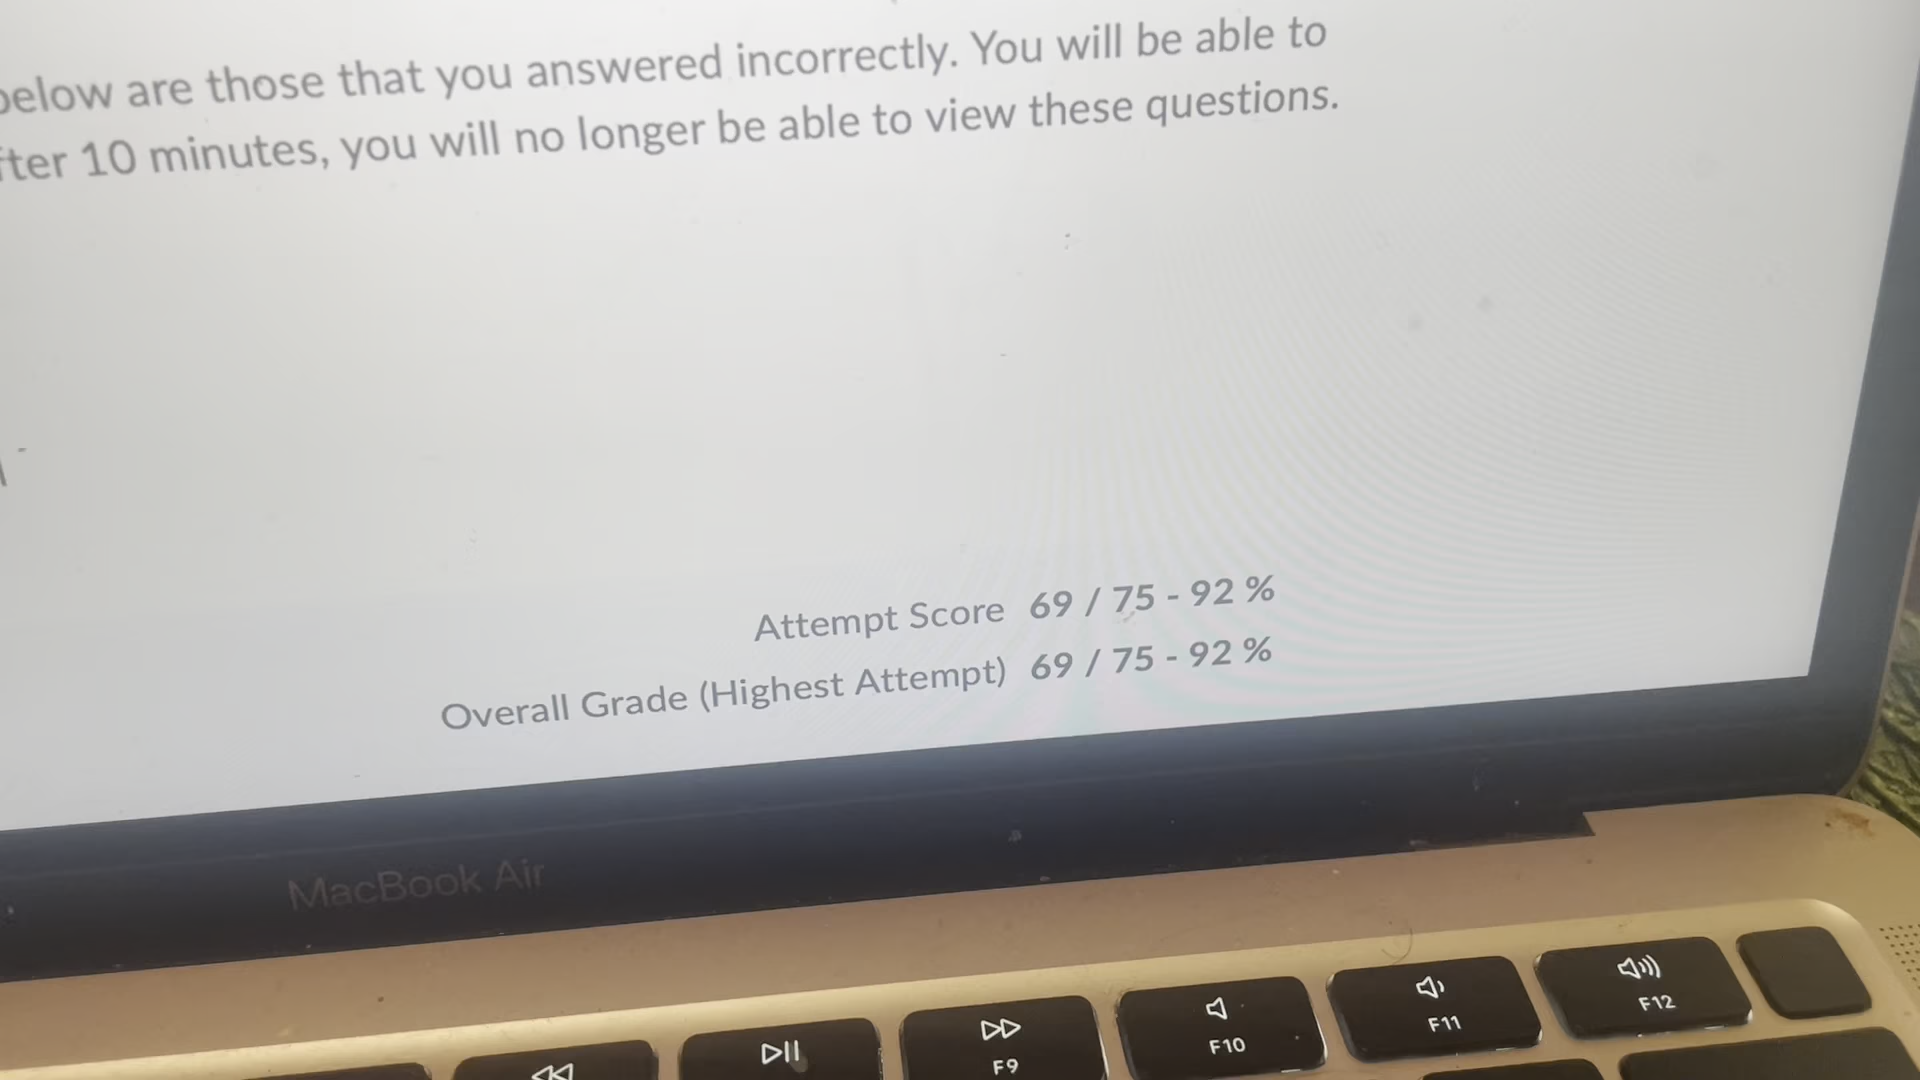 below are those that you answered incorrectly. You will be able to
fter 10 minutes, you will no longer be able to view these questions.
Attempt Score 69 / 75 - 92 %
Overall Grade (Highest Attempt) 69 / 75 - 92 %
MacBook Air
F9
F10
F11
F12